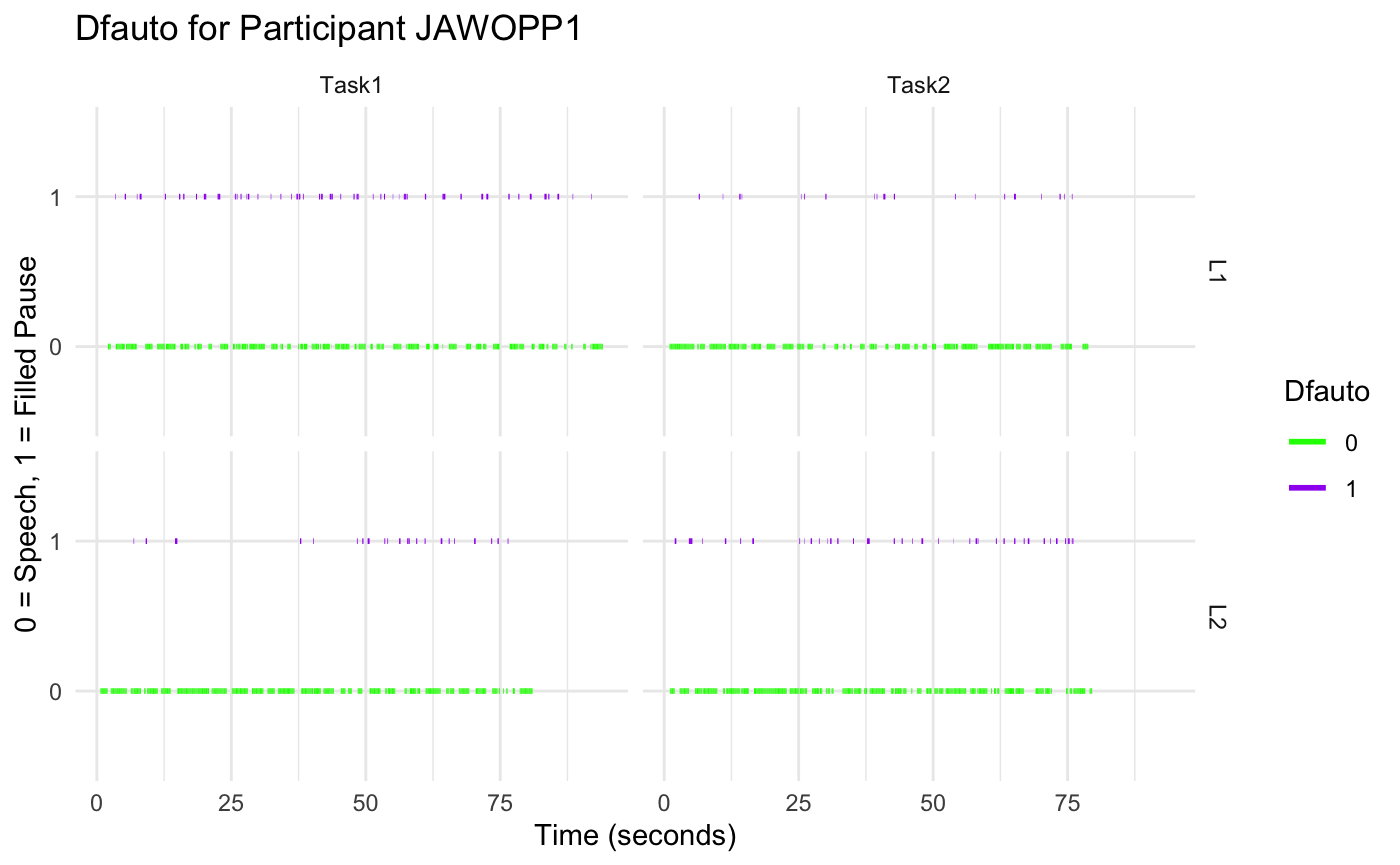 Dfauto for Participant JAWOPP1
Task1
Task2
1
0
L1
1
0
L2
0 = Speech, 1 = Filled Pause
0 25 50 75
0 25 50 75
Time (seconds)
Dfauto
0
1